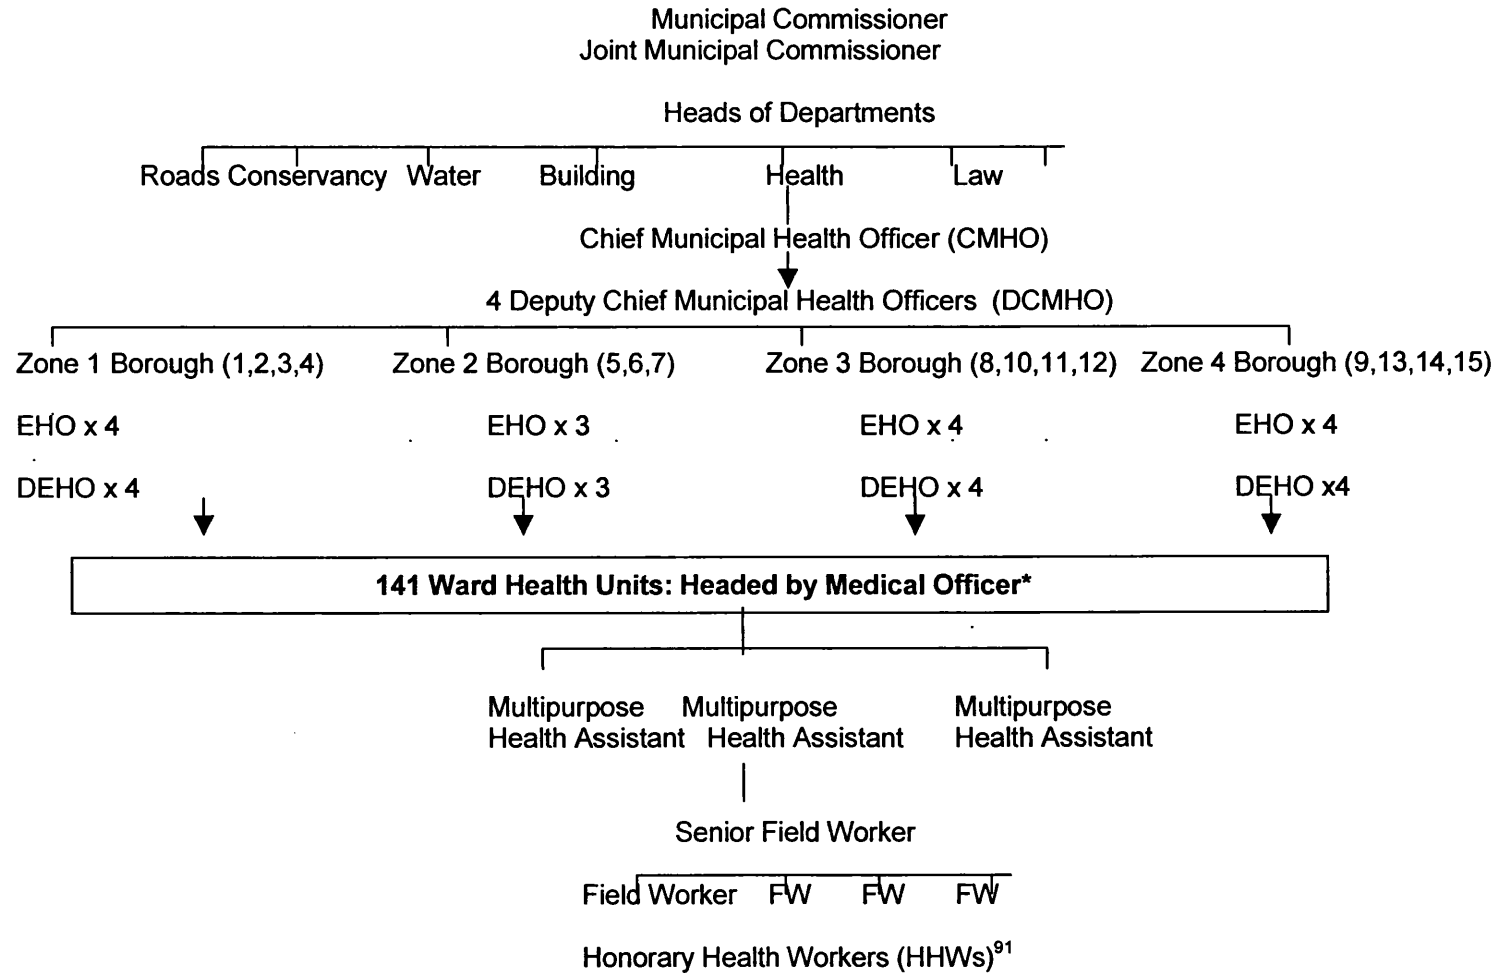 Municipal Commissioner
Joint Municipal Commissioner
Heads of Departments
Roads Conservancy Water Building Health Law
Chief Municipal Health Officer (CMHO)
4 Deputy Chief Municipal Health Officers (DCMHO)
Zone 1 Borough (1,2,3,4) Zone 2 Borough (5,6,7) Zone 3 Borough (8,10,11,12) Zone 4 Borough (9,13,14,15)
EHO x 4 EHO x 3 EHO x 4 EHO x 4
DEHO x 4 DEHO x 3 DEHO x 4 DEHO x4
141 Ward Health Units: Headed by Medical Officer*
Multipurpose Multipurpose Multipurpose
Health Assistant Health Assistant Health Assistant
Senior Field Worker
Field Worker FW FW FW
Honorary Health Workers (HHWs)91